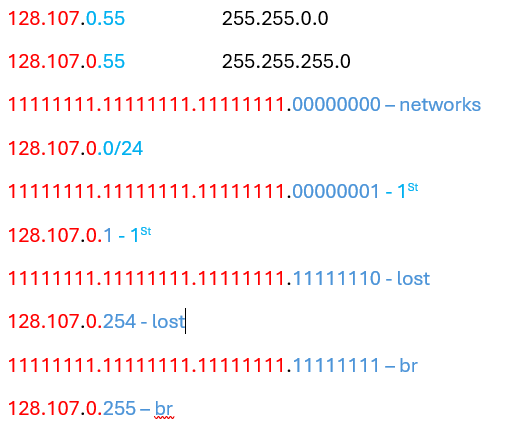 128.107.0.55 255.255.0.0
128.107.0.55 255.255.255.0
11111111.11111111.11111111.00000000 – networks
128.107.0.0/24
11111111.11111111.11111111.00000001 - 1St
128.107.0.1 - 1St
11111111.11111111.11111111.11111110 - lost
128.107.0.254 - lost
11111111.11111111.11111111.11111111 – br
128.107.0.255 – br